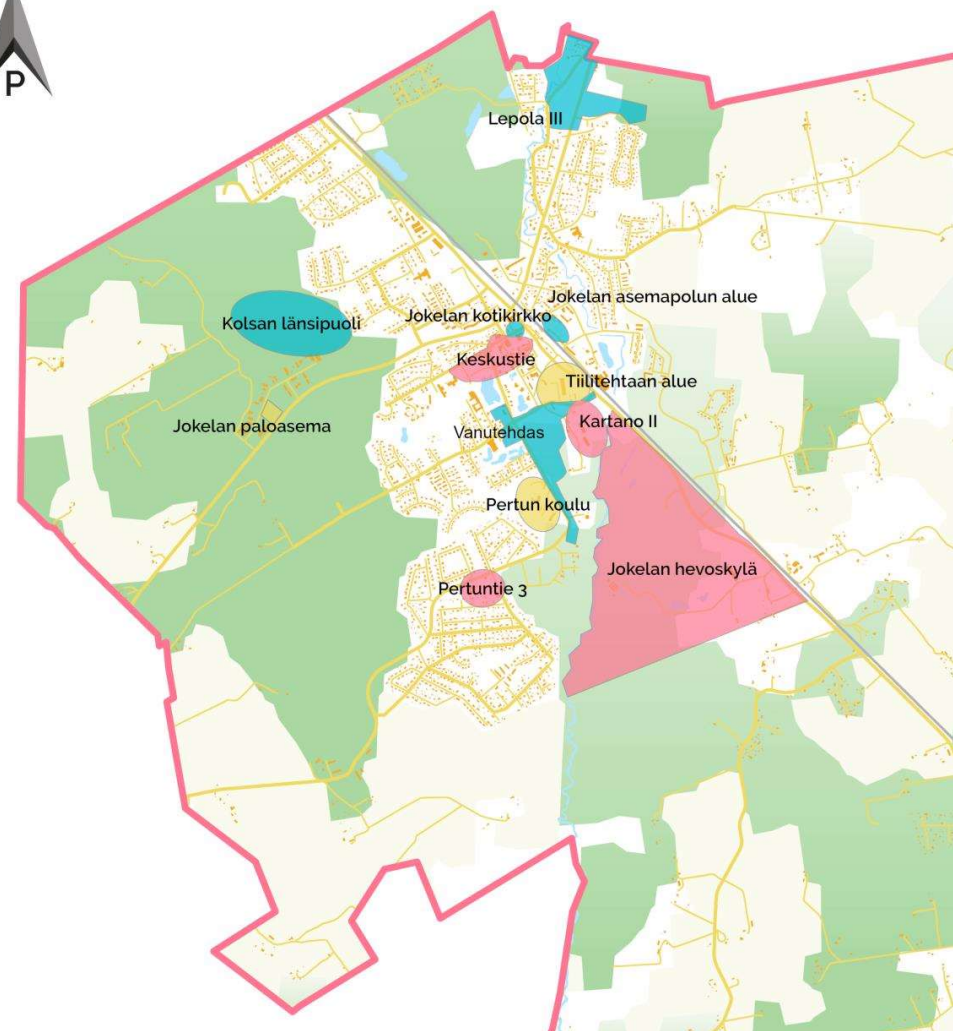 P
Lepola III
Jokelan asemapolun alue
Jokelan kotikirkko
Kolsan länsipuoli
Keskustie
Tiilitehtaan alue
Jokelan paloasema
Kartano II
Vanutehdas
Pertun koulu
Jokelan hevoskylä
Pertuntie 3